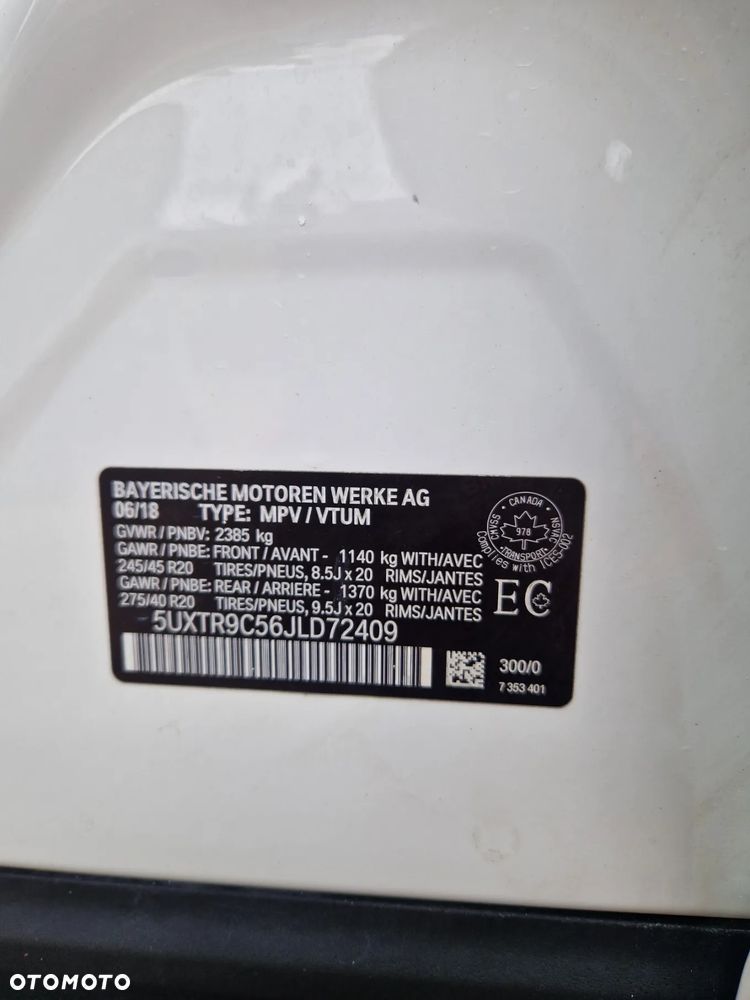 BAYERISCHE MOTOREN WERKE AG
06/18 TYPE: MPV / VTUM
GVWR / PNBV: 2385 kg
GAWR / PNBE: FRONT / AVANT - 1140 kg WITH/AVEC
245/45 R20 TIRES/PNEUS, 8.5J x 20 RIMS/JANTES
GAWR / PNBE: REAR / ARRIERE - 1370 kg WITH/AVEC
275/40 R20 TIRES/PNEUS, 9.5J x 20 RIMS/JANTES
5UXTR9C56JLD72409
CANADA
CMVSS
NSVAC
978
TRANSPORT
Complies with ICES-002
EC
300/0
7 353 401
OTOMOTO